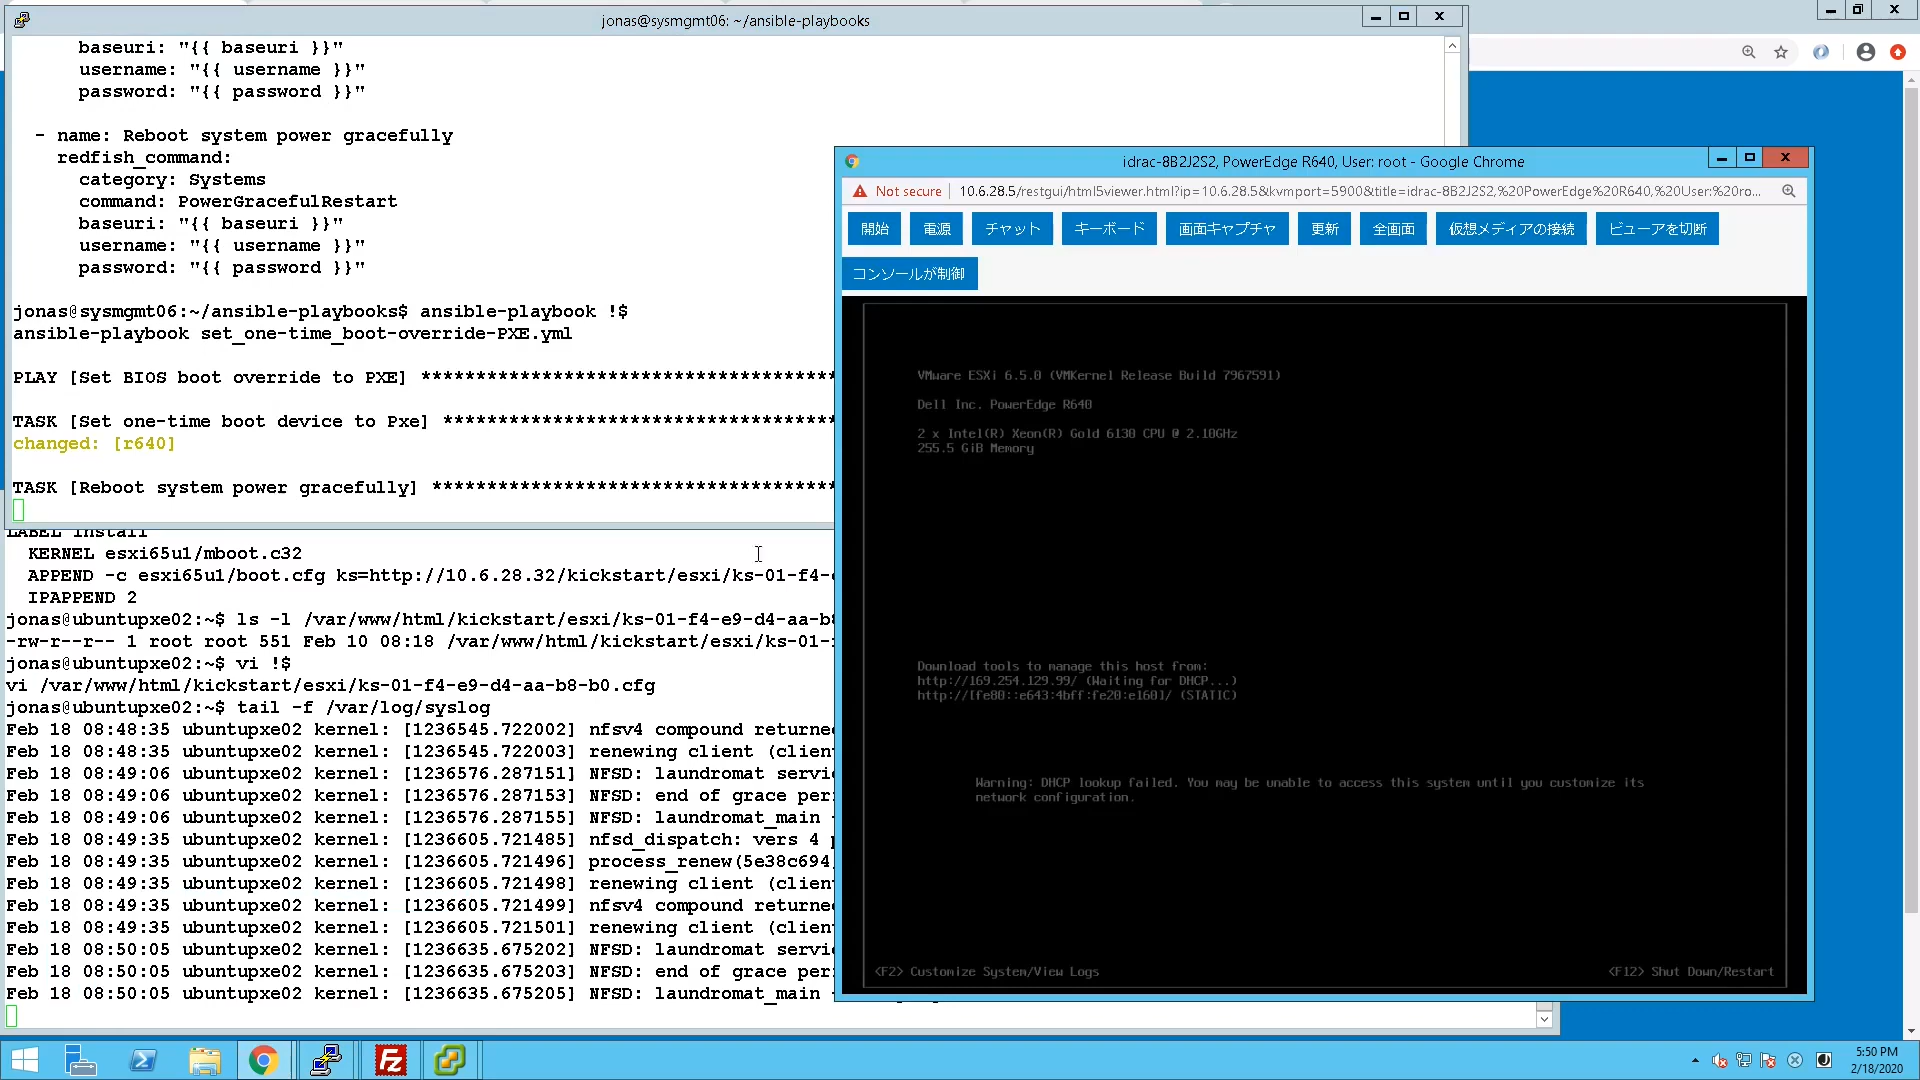 jonas@sysmgmt06: ~/ansible-playbooks
baseuri: "{{ baseuri }}"
username: "{{ username }}"
password: "{{ password }}"
- name: Reboot system power gracefully
redfish_command:
category: Systems
command: PowerGracefulRestart
baseuri: "{{ baseuri }}"
username: "{{ username }}"
password: "{{ password }}"
jonas@sysmgmt06:~/ansible-playbooks$ ansible-playbook !$
ansible-playbook set_one-time_boot-override-PXE.yml
PLAY [Set BIOS boot override to PXE] **************************************
TASK [Set one-time boot device to Pxe] ************************************
changed: [r640]
TASK [Reboot system power gracefully] *************************************
LABEL install
KERNEL esxi65u1/mboot.c32
APPEND -c esxi65u1/boot.cfg ks=http://10.6.28.32/kickstart/esxi/ks-01-f4-
IPAPPEND 2
jonas@ubuntupxe02:~$ ls -l /var/www/html/kickstart/esxi/ks-01-f4-e9-d4-aa-b8
-rw-r--r-- 1 root root 551 Feb 10 08:18 /var/www/html/kickstart/esxi/ks-01-
jonas@ubuntupxe02:~$ vi !$
vi /var/www/html/kickstart/esxi/ks-01-f4-e9-d4-aa-b8-b0.cfg
jonas@ubuntupxe02:~$ tail -f /var/log/syslog
Feb 18 08:48:35 ubuntupxe02 kernel: [1236545.722002] nfsv4 compound returne
Feb 18 08:48:35 ubuntupxe02 kernel: [1236545.722003] renewing client (clien
Feb 18 08:49:06 ubuntupxe02 kernel: [1236576.287151] NFSD: laundromat servi
Feb 18 08:49:06 ubuntupxe02 kernel: [1236576.287153] NFSD: end of grace per
Feb 18 08:49:06 ubuntupxe02 kernel: [1236576.287155] NFSD: laundromat_main -
Feb 18 08:49:35 ubuntupxe02 kernel: [1236605.721485] nfsd_dispatch: vers 4 p
Feb 18 08:49:35 ubuntupxe02 kernel: [1236605.721496] process_renew(5e38c694
Feb 18 08:49:35 ubuntupxe02 kernel: [1236605.721498] renewing client (clien
Feb 18 08:49:35 ubuntupxe02 kernel: [1236605.721499] nfsv4 compound returne
Feb 18 08:49:35 ubuntupxe02 kernel: [1236605.721501] renewing client (clien
Feb 18 08:50:05 ubuntupxe02 kernel: [1236635.675202] NFSD: laundromat servi
Feb 18 08:50:05 ubuntupxe02 kernel: [1236635.675203] NFSD: end of grace per
Feb 18 08:50:05 ubuntupxe02 kernel: [1236635.675205] NFSD: laundromat_main -
idrac-8B2J2S2, PowerEdge R640, User: root - Google Chrome
Not secure 10.6.28.5/restgui/html5viewer.html?ip=10.6.28.5&kvmport=5900&title=idrac-8B2J2S2,%20PowerEdge%20R640,%20User:%20ro...
開始 電源 チャット キーボード 画面キャプチャ 更新 全画面 仮想メディアの接続 ビューアを切断
コンソールが制御
VMware ESXi 6.5.0 (VMKernel Release Build 7967591)
Dell Inc. PowerEdge R640
2 x Intel(R) Xeon(R) Gold 6130 CPU @ 2.10GHz
255.5 GiB Memory
Download tools to manage this host from:
http://169.254.129.99/ (Waiting for DHCP...)
http://[fe80::e643:4bff:fe20:e160]/ (STATIC)
Warning: DHCP lookup failed. You may be unable to access this system until you customize its
network configuration.
<F2> Customize System/View Logs
<F12> Shut Down/Restart
5:50 PM
2/18/2020